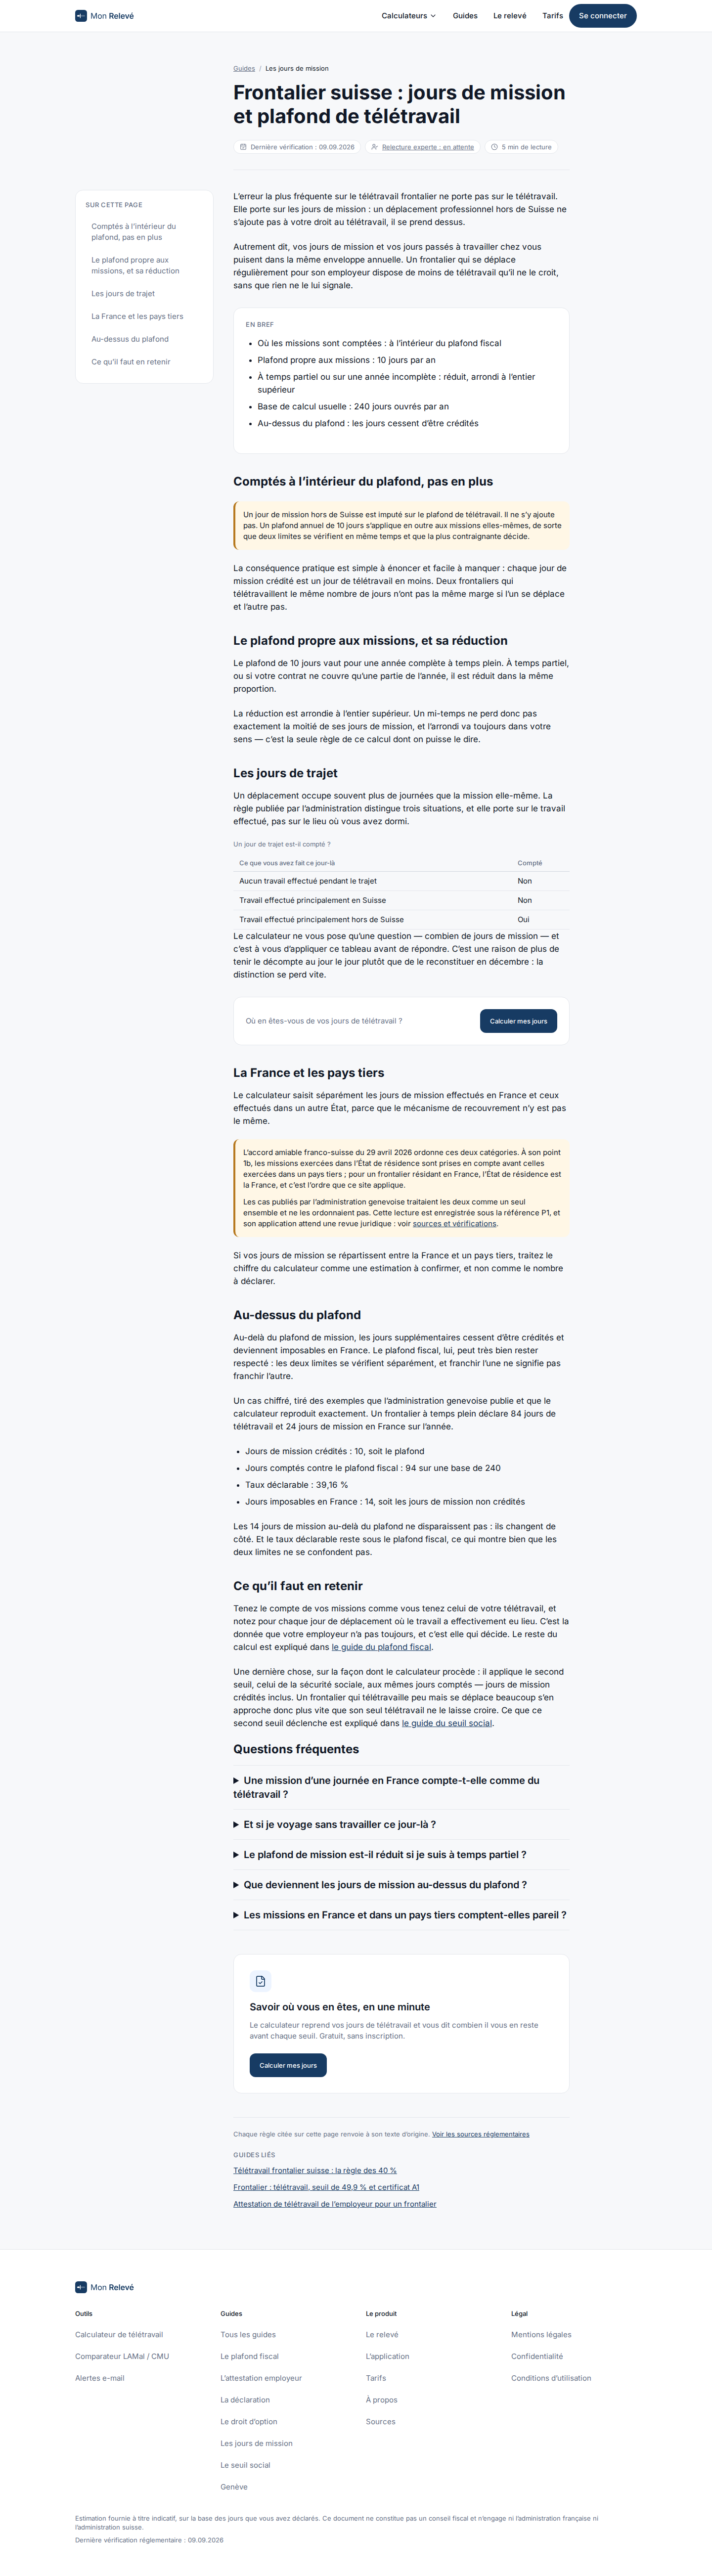 Mon Relevé
Calculateurs
Guides
Le relevé
Tarifs
Se connecter
Guides / Les jours de mission
Frontalier suisse : jours de mission
et plafond de télétravail
Dernière vérification : 09.09.2026
Relecture experte : en attente
5 min de lecture
SUR CETTE PAGE
Comptés à l’intérieur du
plafond, pas en plus
Le plafond propre aux
missions, et sa réduction
Les jours de trajet
La France et les pays tiers
Au-dessus du plafond
Ce qu’il faut en retenir
L’erreur la plus fréquente sur le télétravail frontalier ne porte pas sur le télétravail.
Elle porte sur les jours de mission : un déplacement professionnel hors de Suisse ne
s’ajoute pas à votre droit au télétravail, il se prend dessus.
Autrement dit, vos jours de mission et vos jours passés à travailler chez vous
puisent dans la même enveloppe annuelle. Un frontalier qui se déplace
régulièrement pour son employeur dispose de moins de télétravail qu’il ne le croit,
sans que rien ne le lui signale.
EN BREF
• Où les missions sont comptées : à l’intérieur du plafond fiscal
• Plafond propre aux missions : 10 jours par an
• À temps partiel ou sur une année incomplète : réduit, arrondi à l’entier
supérieur
• Base de calcul usuelle : 240 jours ouvrés par an
• Au-dessus du plafond : les jours cessent d’être crédités
Comptés à l’intérieur du plafond, pas en plus
Un jour de mission hors de Suisse est imputé sur le plafond de télétravail. Il ne s’y ajoute
pas. Un plafond annuel de 10 jours s’applique en outre aux missions elles-mêmes, de sorte
que deux limites se vérifient en même temps et que la plus contraignante décide.
La conséquence pratique est simple à énoncer et facile à manquer : chaque jour de
mission crédité est un jour de télétravail en moins. Deux frontaliers qui
télétravaillent le même nombre de jours n’ont pas la même marge si l’un se déplace
et l’autre pas.
Le plafond propre aux missions, et sa réduction
Le plafond de 10 jours vaut pour une année complète à temps plein. À temps partiel,
ou si votre contrat ne couvre qu’une partie de l’année, il est réduit dans la même
proportion.
La réduction est arrondie à l’entier supérieur. Un mi-temps ne perd donc pas
exactement la moitié de ses jours de mission, et l’arrondi va toujours dans votre
sens — c’est la seule règle de ce calcul dont on puisse le dire.
Les jours de trajet
Un déplacement occupe souvent plus de journées que la mission elle-même. La
règle publiée par l’administration distingue trois situations, et elle porte sur le travail
effectué, pas sur le lieu où vous avez dormi.
Un jour de trajet est-il compté ?
Ce que vous avez fait ce jour-là
Compté
Aucun travail effectué pendant le trajet
Non
Travail effectué principalement en Suisse
Non
Travail effectué principalement hors de Suisse
Oui
Le calculateur ne vous pose qu’une question — combien de jours de mission — et
c’est à vous d’appliquer ce tableau avant de répondre. C’est une raison de plus de
tenir le décompte au jour le jour plutôt que de le reconstituer en décembre : la
distinction se perd vite.
Où en êtes-vous de vos jours de télétravail ?
Calculer mes jours
La France et les pays tiers
Le calculateur saisit séparément les jours de mission effectués en France et ceux
effectués dans un autre État, parce que le mécanisme de recouvrement n’y est pas
le même.
L’accord amiable franco-suisse du 29 avril 2026 ordonne ces deux catégories. À son point
1b, les missions exercées dans l’État de résidence sont prises en compte avant celles
exercées dans un pays tiers ; pour un frontalier résidant en France, l’État de résidence est
la France, et c’est l’ordre que ce site applique.
Les cas publiés par l’administration genevoise traitaient les deux comme un seul
ensemble et ne les ordonnaient pas. Cette lecture est enregistrée sous la référence P1, et
son application attend une revue juridique : voir sources et vérifications.
Si vos jours de mission se répartissent entre la France et un pays tiers, traitez le
chiffre du calculateur comme une estimation à confirmer, et non comme le nombre
à déclarer.
Au-dessus du plafond
Au-delà du plafond de mission, les jours supplémentaires cessent d’être crédités et
deviennent imposables en France. Le plafond fiscal, lui, peut très bien rester
respecté : les deux limites se vérifient séparément, et franchir l’une ne signifie pas
franchir l’autre.
Un cas chiffré, tiré des exemples que l’administration genevoise publie et que le
calculateur reproduit exactement. Un frontalier à temps plein déclare 84 jours de
télétravail et 24 jours de mission en France sur l’année.
• Jours de mission crédités : 10, soit le plafond
• Jours comptés contre le plafond fiscal : 94 sur une base de 240
• Taux déclarable : 39,16 %
• Jours imposables en France : 14, soit les jours de mission non crédités
Les 14 jours de mission au-delà du plafond ne disparaissent pas : ils changent de
côté. Et le taux déclarable reste sous le plafond fiscal, ce qui montre bien que les
deux limites ne se confondent pas.
Ce qu’il faut en retenir
Tenez le compte de vos missions comme vous tenez celui de votre télétravail, et
notez pour chaque jour de déplacement où le travail a effectivement eu lieu. C’est la
donnée que votre employeur n’a pas toujours, et c’est elle qui décide. Le reste du
calcul est expliqué dans le guide du plafond fiscal.
Une dernière chose, sur la façon dont le calculateur procède : il applique le second
seuil, celui de la sécurité sociale, aux mêmes jours comptés — jours de mission
crédités inclus. Un frontalier qui télétravaille peu mais se déplace beaucoup s’en
approche donc plus vite que son seul télétravail ne le laisse croire. Ce que ce
second seuil déclenche est expliqué dans le guide du seuil social.
Questions fréquentes
Une mission d’une journée en France compte-t-elle comme du
télétravail ?
Et si je voyage sans travailler ce jour-là ?
Le plafond de mission est-il réduit si je suis à temps partiel ?
Que deviennent les jours de mission au-dessus du plafond ?
Les missions en France et dans un pays tiers comptent-elles pareil ?
Savoir où vous en êtes, en une minute
Le calculateur reprend vos jours de télétravail et vous dit combien il vous en reste
avant chaque seuil. Gratuit, sans inscription.
Calculer mes jours
Chaque règle citée sur cette page renvoie à son texte d’origine. Voir les sources réglementaires
GUIDES LIÉS
Télétravail frontalier suisse : la règle des 40 %
Frontalier : télétravail, seuil de 49,9 % et certificat A1
Attestation de télétravail de l’employeur pour un frontalier
Mon Relevé
Outils
Calculateur de télétravail
Comparateur LAMal / CMU
Alertes e-mail
Guides
Tous les guides
Le plafond fiscal
L’attestation employeur
La déclaration
Le droit d’option
Les jours de mission
Le seuil social
Genève
Le produit
Le relevé
L’application
Tarifs
À propos
Sources
Légal
Mentions légales
Confidentialité
Conditions d’utilisation
Estimation fournie à titre indicatif, sur la base des jours que vous avez déclarés. Ce document ne constitue pas un conseil fiscal et n’engage ni l’administration française ni
l’administration suisse.
Dernière vérification réglementaire : 09.09.2026